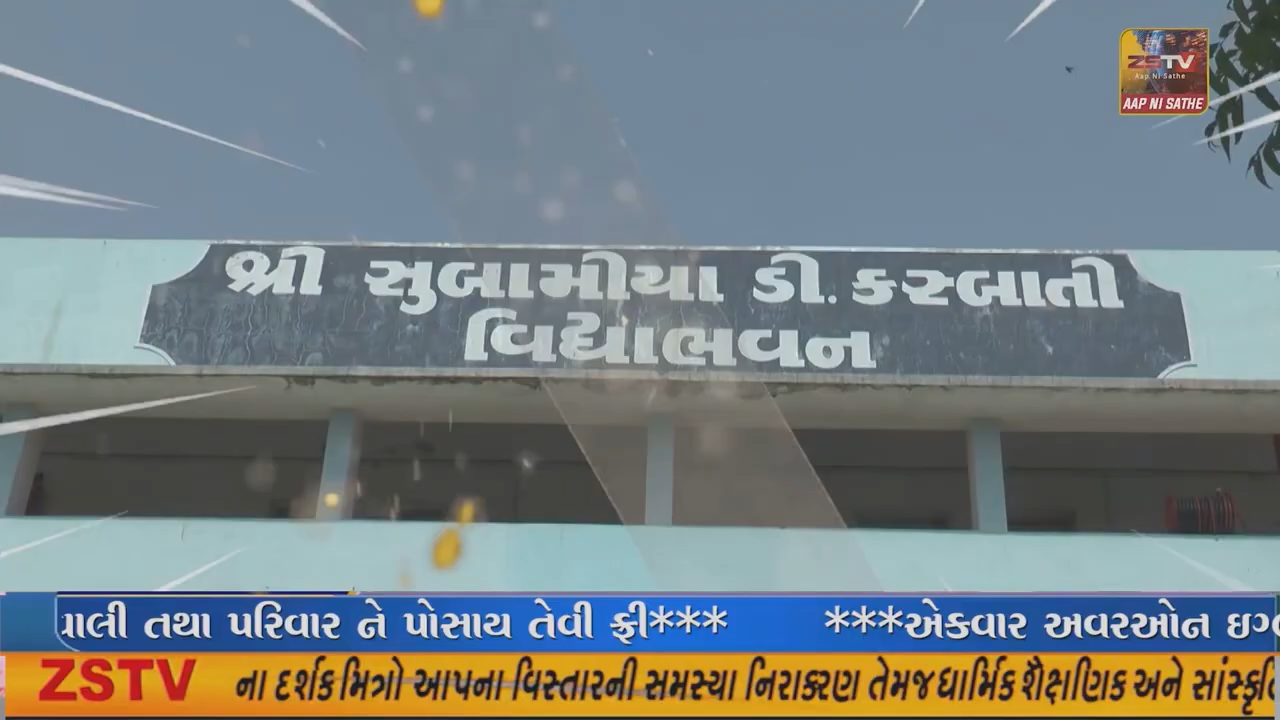 ZSTV
Aap Ni Sathe
AAP NI SATHE
શ્રી સુબામીયા ડી. કરબાતી
વિદ્યાભવન
તથા પરિવાર ને પોસાય તેવી ફ્રી*** ***એકવાર અવરઓન
ZSTV ના દર્શક મિત્રો આપના વિસ્તારની સમસ્યા નિરાકરણ તેમજ ધાર્મિક શૈક્ષણિક અને